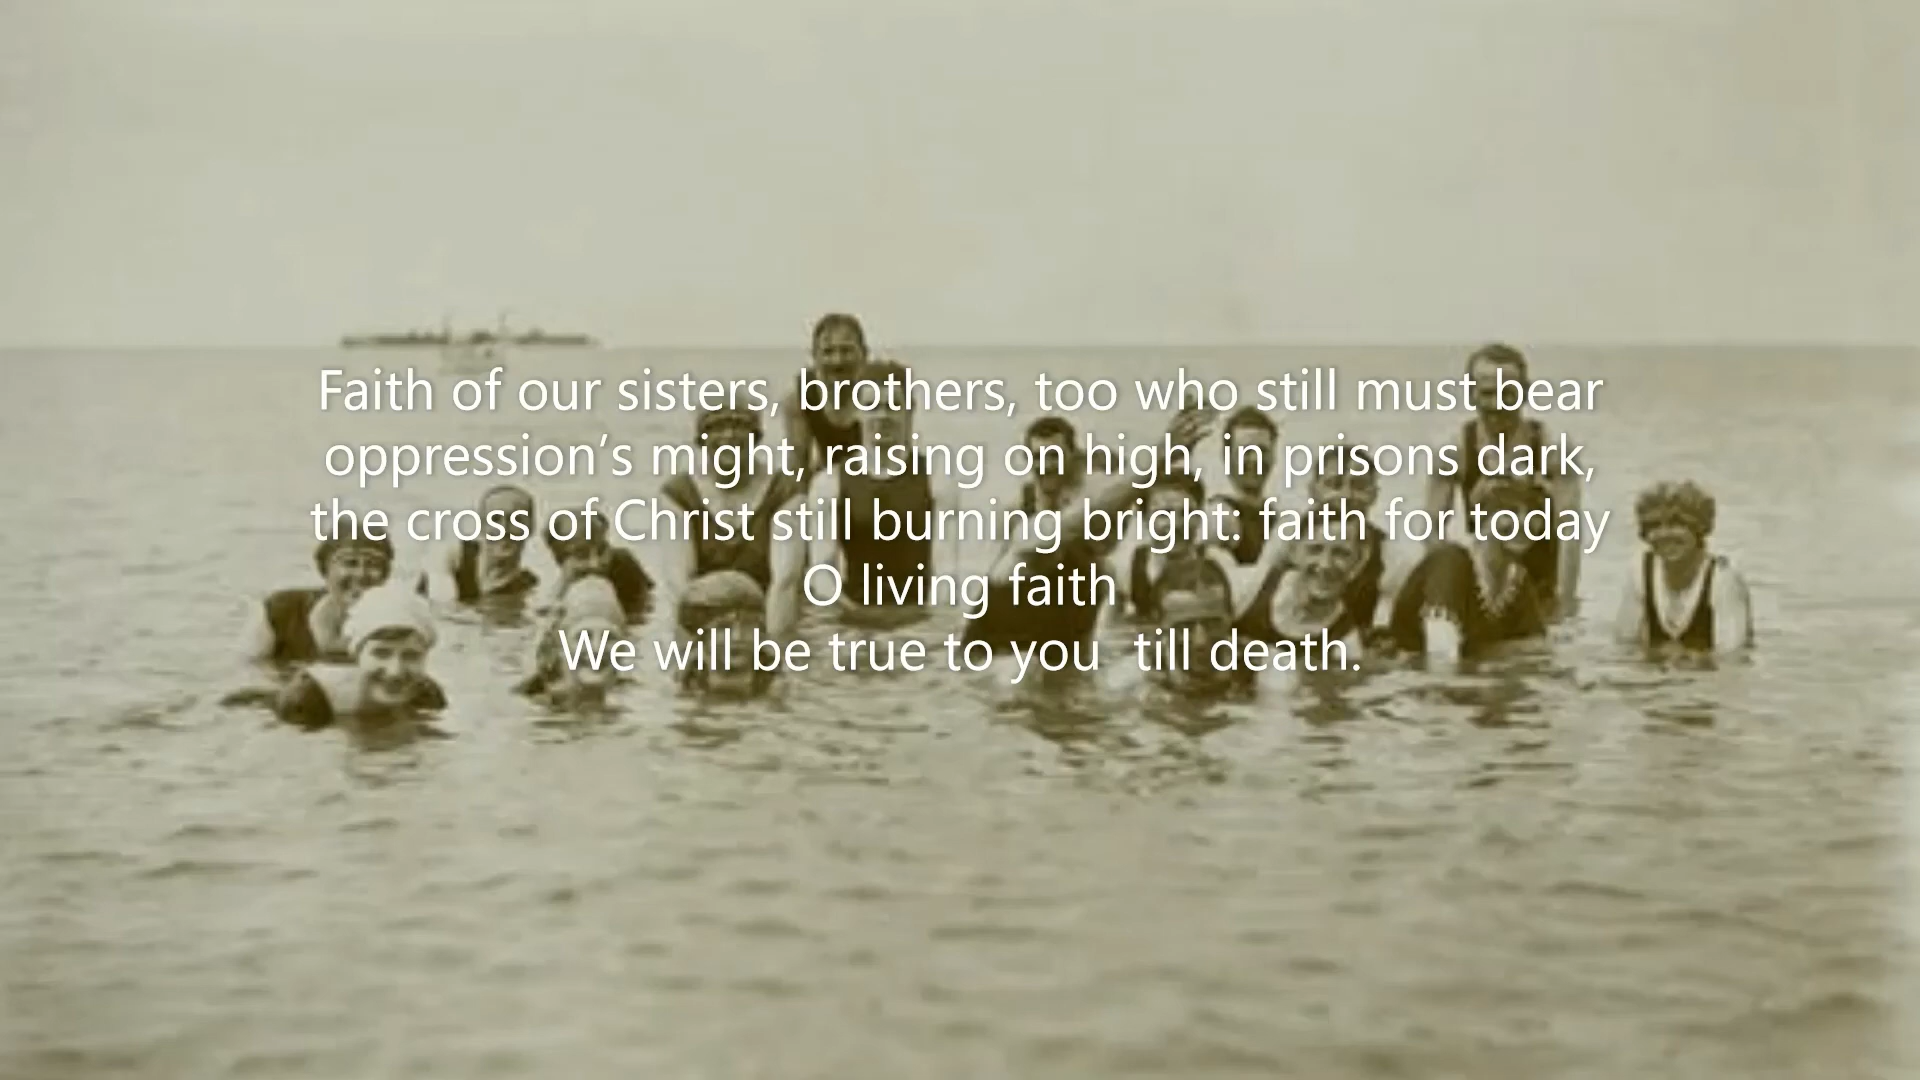 Faith of our sisters, brothers, too who still must bear
oppression’s might, raising on high, in prisons dark,
the cross of Christ still burning bright: faith for today
O living faith
We will be true to you  till death.